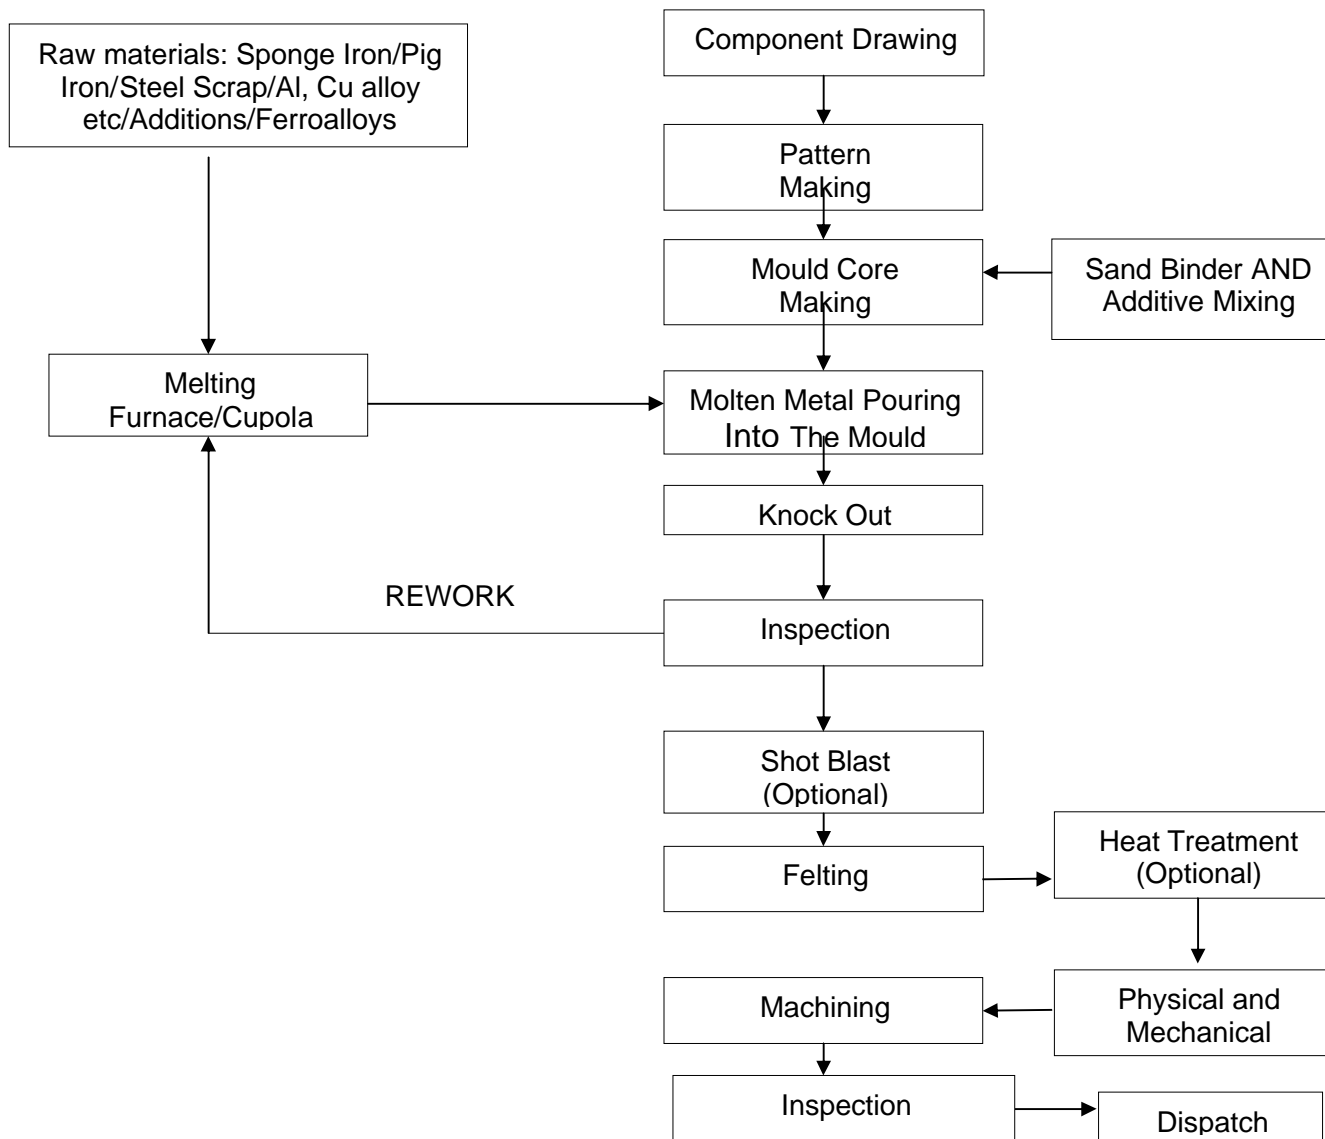 Raw materials: Sponge Iron/Pig
Iron/Steel Scrap/Al, Cu alloy
etc/Additions/Ferroalloys
Component Drawing
Pattern
Making
Mould Core
Making
Sand Binder AND
Additive Mixing
Melting
Furnace/Cupola
Molten Metal Pouring
Into The Mould
Knock Out
REWORK
Inspection
Shot Blast
(Optional)
Felting
Heat Treatment
(Optional)
Physical and
Mechanical
Machining
Inspection
Dispatch